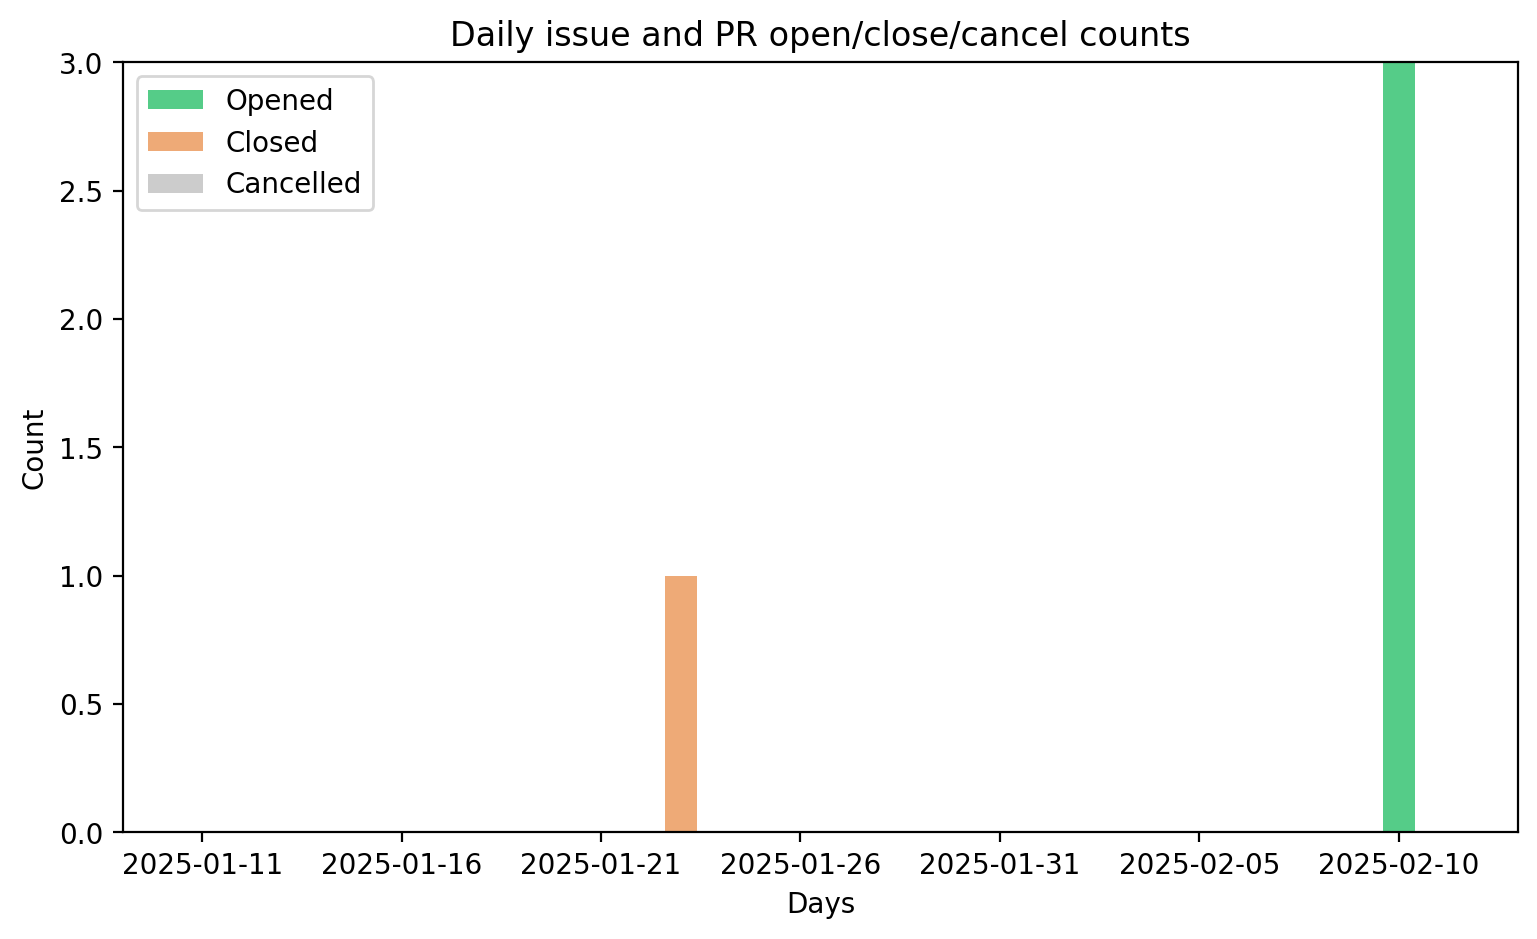 Daily issue and PR open/close/cancel counts
3.0
2.5
2.0
1.5
1.0
0.5
0.0
Count
Opened
Closed
Cancelled
2025-01-11
2025-01-16
2025-01-21
2025-01-26
2025-01-31
2025-02-05
2025-02-10
Days